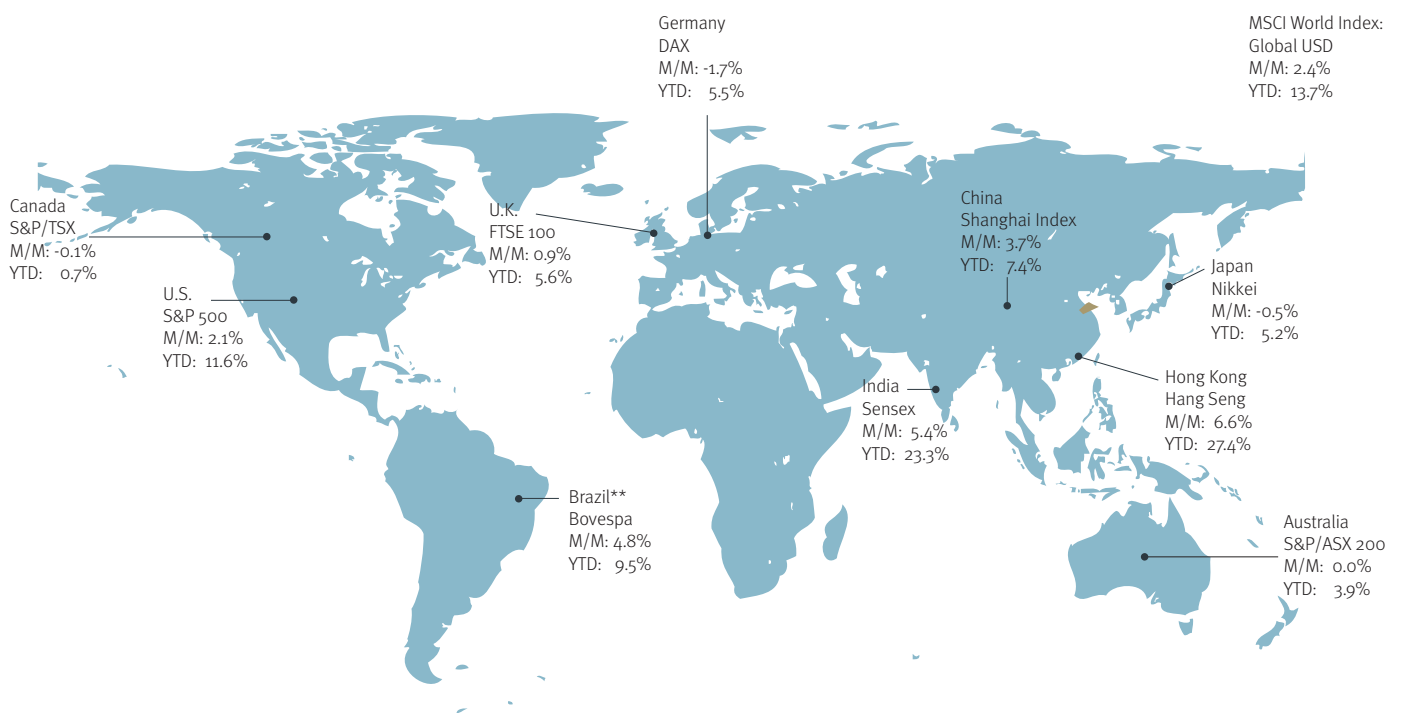 Germany
DAX
M/M: -1.7%
YTD: 5.5%
MSCI World Index:
Global USD
M/M: 2.4%
YTD: 13.7%
Canada
S&P/TSX
M/M: -0.1%
YTD: 0.7%
U.K.
FTSE 100
M/M: 0.9%
YTD: 5.6%
China
Shanghai Index
M/M: 3.7%
YTD: 7.4%
Japan
Nikkei
M/M: -0.5%
YTD: 5.2%
U.S.
S&P 500
M/M: 2.1%
YTD: 11.6%
Hong Kong
Hang Seng
M/M: 6.6%
YTD: 27.4%
India
Sensex
M/M: 5.4%
YTD: 23.3%
Brazil**
Bovespa
M/M: 4.8%
YTD: 9.5%
Australia
S&P/ASX 200
M/M: 0.0%
YTD: 3.9%